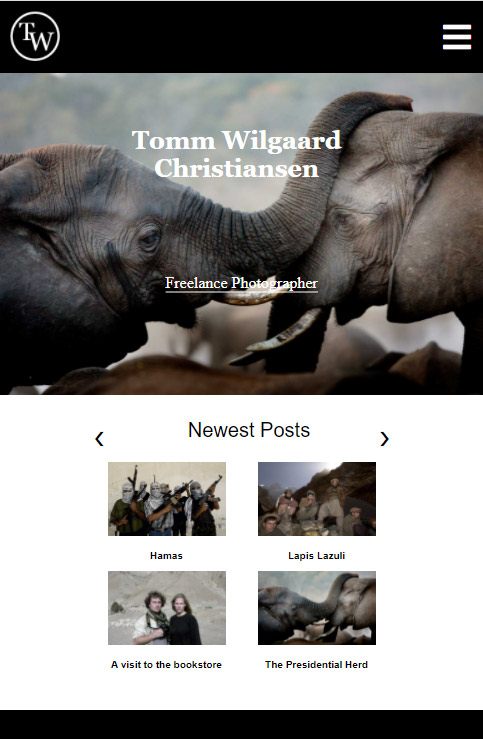 TW
Tomm Wilgaard
Christiansen
Freelance Photographer
‹ Newest Posts ›
Hamas
Lapis Lazuli
A visit to the bookstore
The Presidential Herd